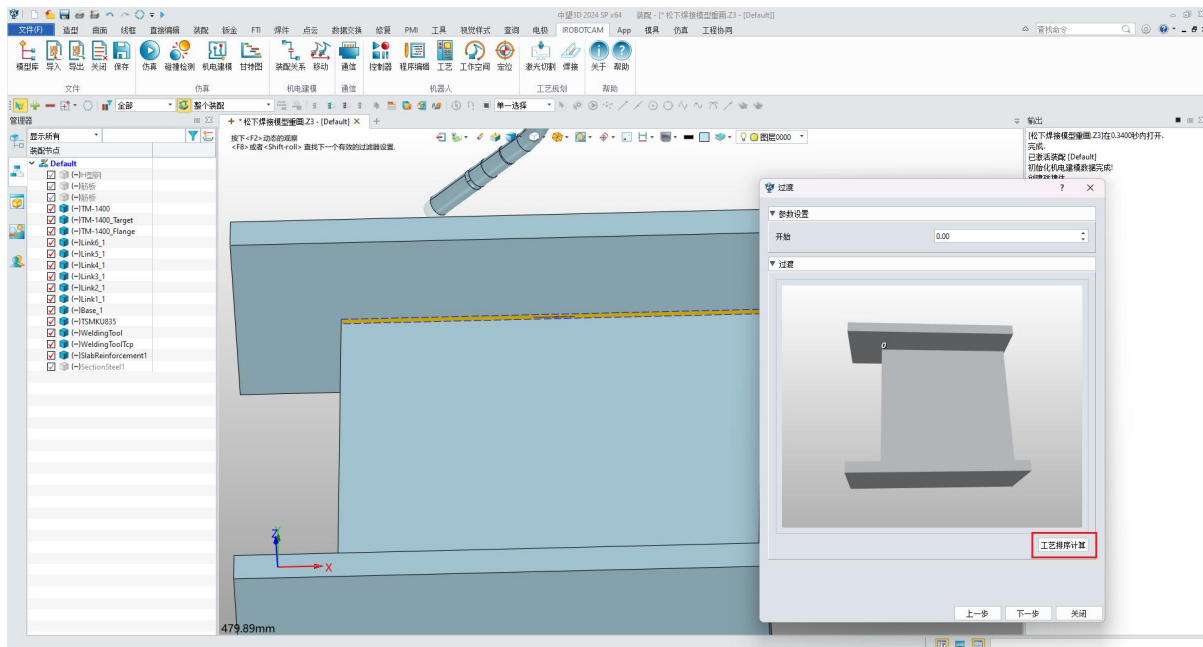 中望3D 2024 SP x64 装配 - [* 松下焊接模型重画.Z3 - [Default]]
文件(F) 造型 曲面 线框 直接编辑 装配 钣金 FTI 焊件 点云 数据交换 修复 PMI 工具 视觉样式 查询 电极 IROBOTCAM App 模具 仿真 工程协同 查找命令
模型库 导入 导出 关闭 保存 仿真 碰撞检测 机电建模 甘特图 装配关系 移动 通信 控制器 程序编辑 工艺 工作空间 定位 激光切割 焊接 关于 帮助
文件 仿真 机电建模 通信 机器人 工艺规划 帮助
全部 整个装配 单一选择
管理器
* 松下焊接模型重画.Z3 - [Default]
输出
显示所有
装配节点
Default
(-)H型钢
(-)筋板
(-)筋板
(-)TM-1400
(-)TM-1400_Target
(-)TM-1400_Flange
(-)Link6_1
(-)Link5_1
(-)Link4_1
(-)Link3_1
(-)Link2_1
(-)Link1_1
(-)Base_1
(-)TSMKU835
(-)WeldingTool
(-)WeldingToolTcp
(-)SlabReinforcement1
(-)SectionSteel1
按下<F2>动态的观察
<F8>或者<Shift-roll> 查找下一个有效的过滤器设置.
图层0000
[松下焊接模型重画.Z3]在0.3400秒内打开.
完成.
已激活装配 [Default]
初始化机电建模数据完成!
过渡
? ×
参数设置
开始 0.00
过渡
0
工艺排序计算
上一步 下一步 关闭
Z
X
479.89mm